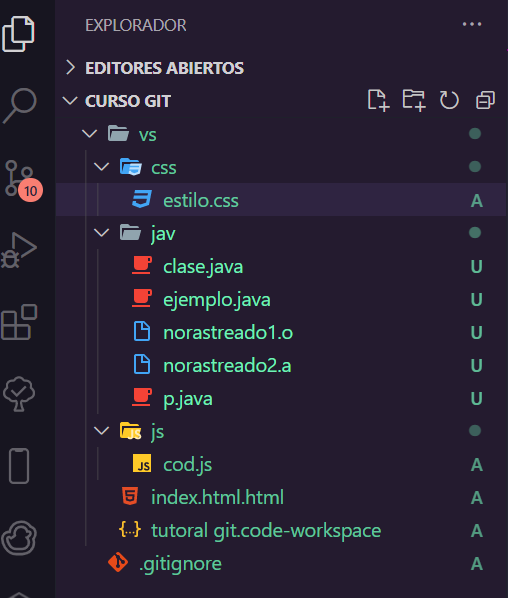 EXPLORADOR
EDITORES ABIERTOS
CURSO GIT
vs
css
estilo.css A
jav
clase.java U
ejemplo.java U
norastreado1.o U
norastreado2.a U
p.java U
js
JS cod.js A
index.html.html A
tutoral git.code-workspace A
.gitignore A
10